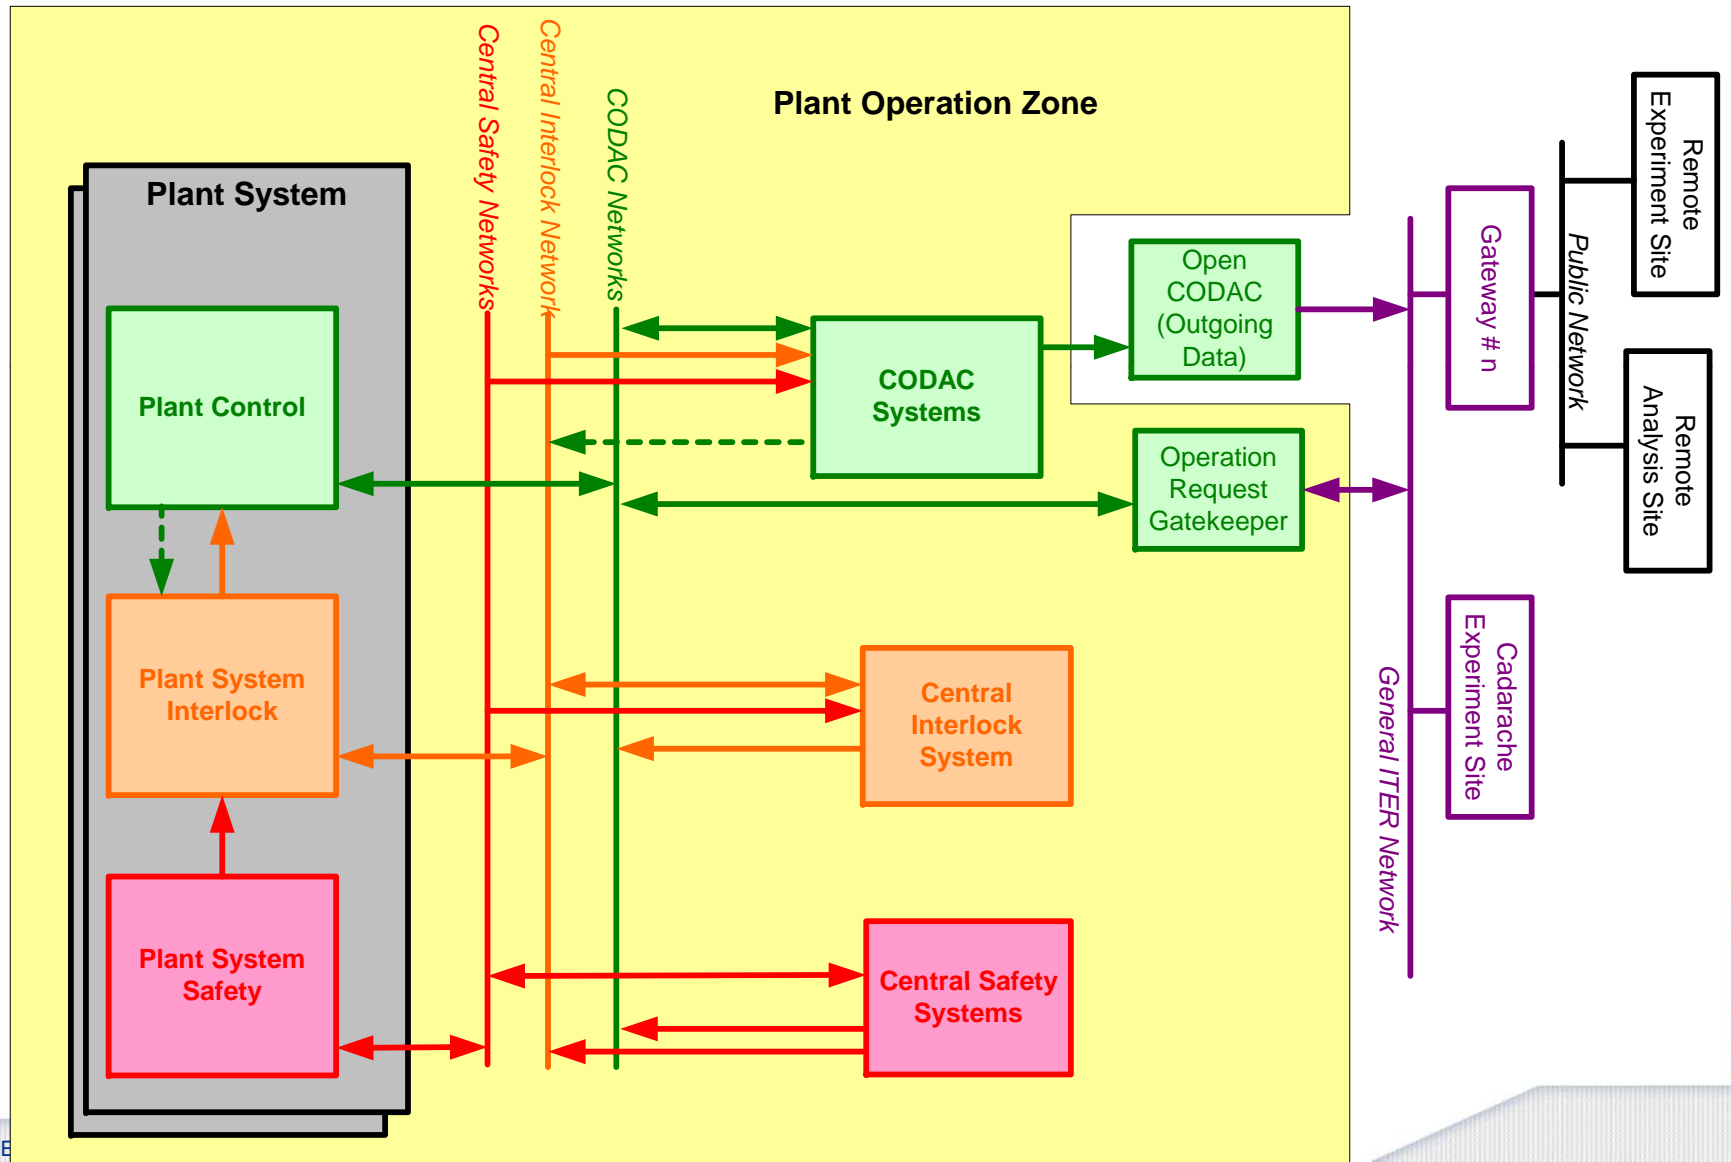 Plant Operation Zone
Central Safety Networks
Central Interlock Network
CODAC Networks
Plant System
Plant Control
Plant System
Interlock
Plant System
Safety
CODAC
Systems
Open
CODAC
(Outgoing
Data)
Operation
Request
Gatekeeper
Central
Interlock
System
Central Safety
Systems
General ITER Network
Gateway # n
Public Network
Remote
Experiment Site
Remote
Analysis Site
Cadarache
Experiment Site